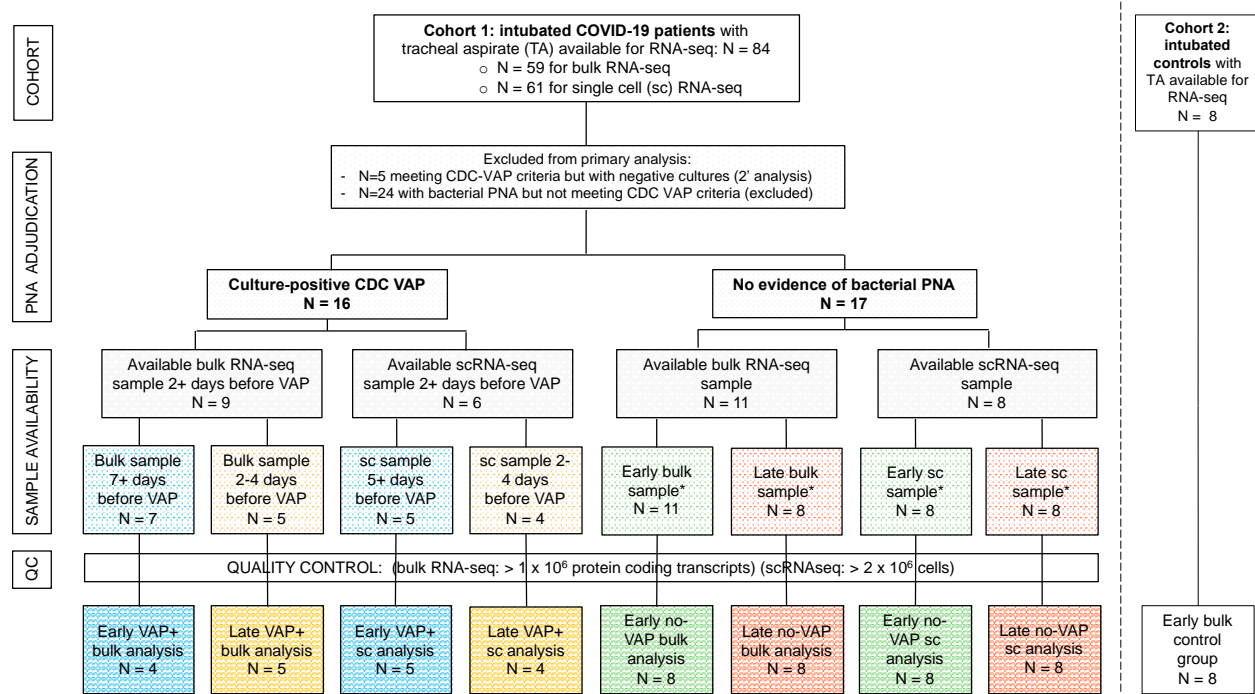 COHORT
Cohort 1: intubated COVID-19 patients with
tracheal aspirate (TA) available for RNA-seq: N = 84
o N = 59 for bulk RNA-seq
o N = 61 for single cell (sc) RNA-seq
Cohort 2:
intubated
controls with
TA available for
RNA-seq
N = 8
PNA ADJUDICATION
Excluded from primary analysis:
- N=5 meeting CDC-VAP criteria but with negative cultures (2’ analysis)
- N=24 with bacterial PNA but not meeting CDC VAP criteria (excluded)
Culture-positive CDC VAP
N = 16
No evidence of bacterial PNA
N = 17
SAMPLE AVAILABILITY
Available bulk RNA-seq
sample 2+ days before VAP
N = 9
Available scRNA-seq
sample 2+ days before VAP
N = 6
Available bulk RNA-seq
sample
N = 11
Available scRNA-seq
sample
N = 8
Bulk sample
7+ days
before VAP
N = 7
Bulk sample
2-4 days
before VAP
N = 5
sc sample
5+ days
before VAP
N = 5
sc sample 2-
4 days
before VAP
N = 4
Early bulk
sample*
N = 11
Late bulk
sample*
N = 8
Early sc
sample*
N = 8
Late sc
sample*
N = 8
QC
QUALITY CONTROL: (bulk RNA-seq: > 1 x 10⁶ protein coding transcripts) (scRNAseq: > 2 x 10⁶ cells)
Early VAP+
bulk analysis
N = 4
Late VAP+
bulk analysis
N = 5
Early VAP+
sc analysis
N = 5
Late VAP+
sc analysis
N = 4
Early no-
VAP bulk
analysis
N = 8
Late no-VAP
bulk analysis
N = 8
Early no-
VAP sc
analysis
N = 8
Late no-VAP
sc analysis
N = 8
Early bulk
control
group
N = 8